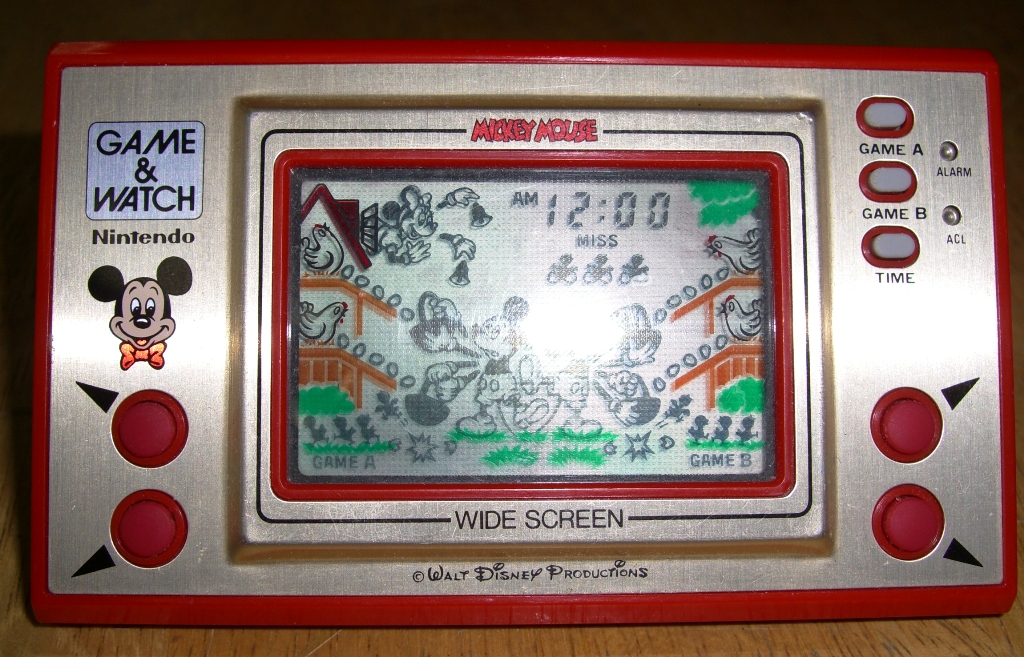 GAME
&
WATCH
Nintendo
MICKEY MOUSE
AM 12:00
MISS
GAME A
GAME B
WIDE SCREEN
© WALT DISNEY PRODUCTIONS
GAME A
ALARM
GAME B
ACL
TIME